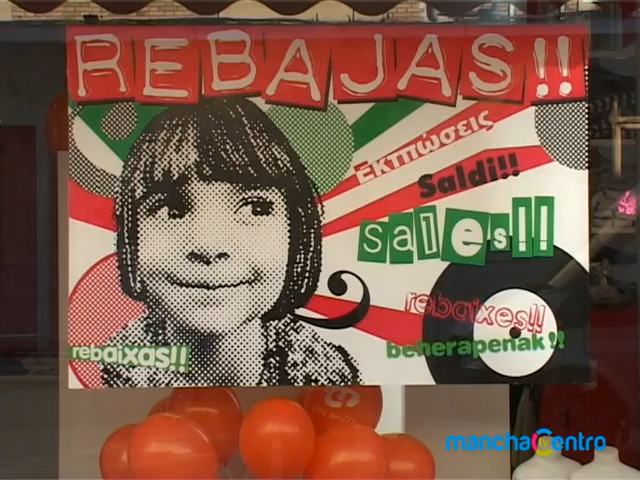 REBAJAS!!
Εκπτώσεις
Saldi!!
sales!!
rebaixes!!
beherapenak!!
rebaixas!!
manchaCentro